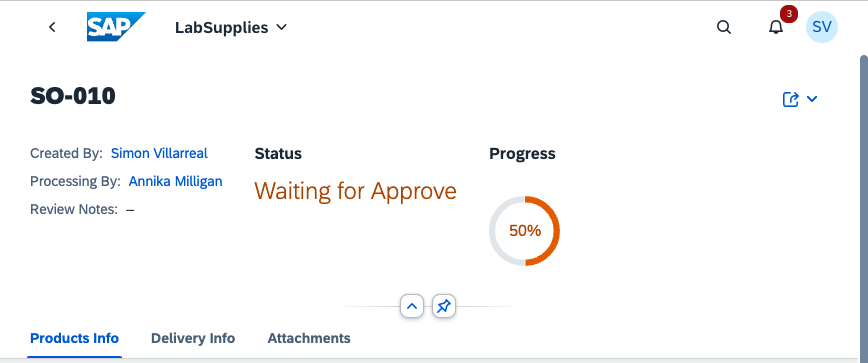 SAP LabSupplies 3 SV
SO-010
Created By: Simon Villarreal
Processing By: Annika Milligan
Review Notes: –
Status
Waiting for Approve
Progress
50%
Products Info Delivery Info Attachments